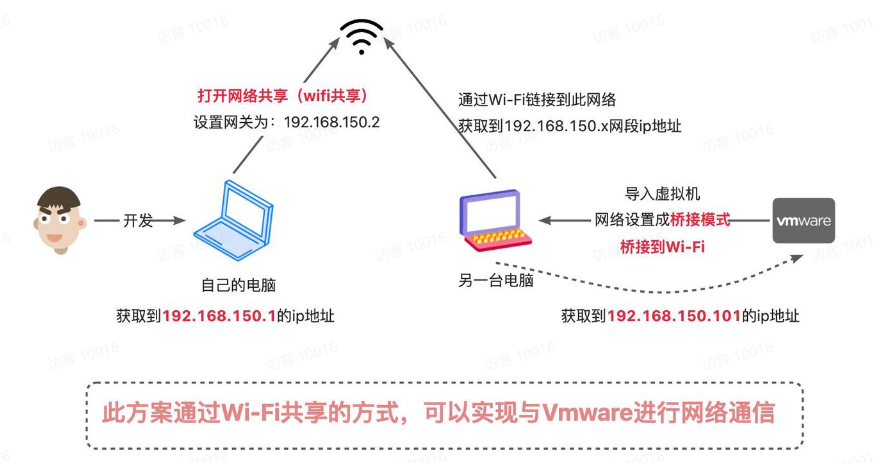 打开网络共享（wifi共享）
设置网关为：192.168.150.2
通过Wi-Fi链接到此网络
获取到192.168.150.x网段ip地址
开发
导入虚拟机
网络设置成桥接模式
桥接到Wi-Fi
vmware
自己的电脑
获取到192.168.150.1的ip地址
另一台电脑
获取到192.168.150.101的ip地址
此方案通过Wi-Fi共享的方式，可以实现与Vmware进行网络通信
访客 10016